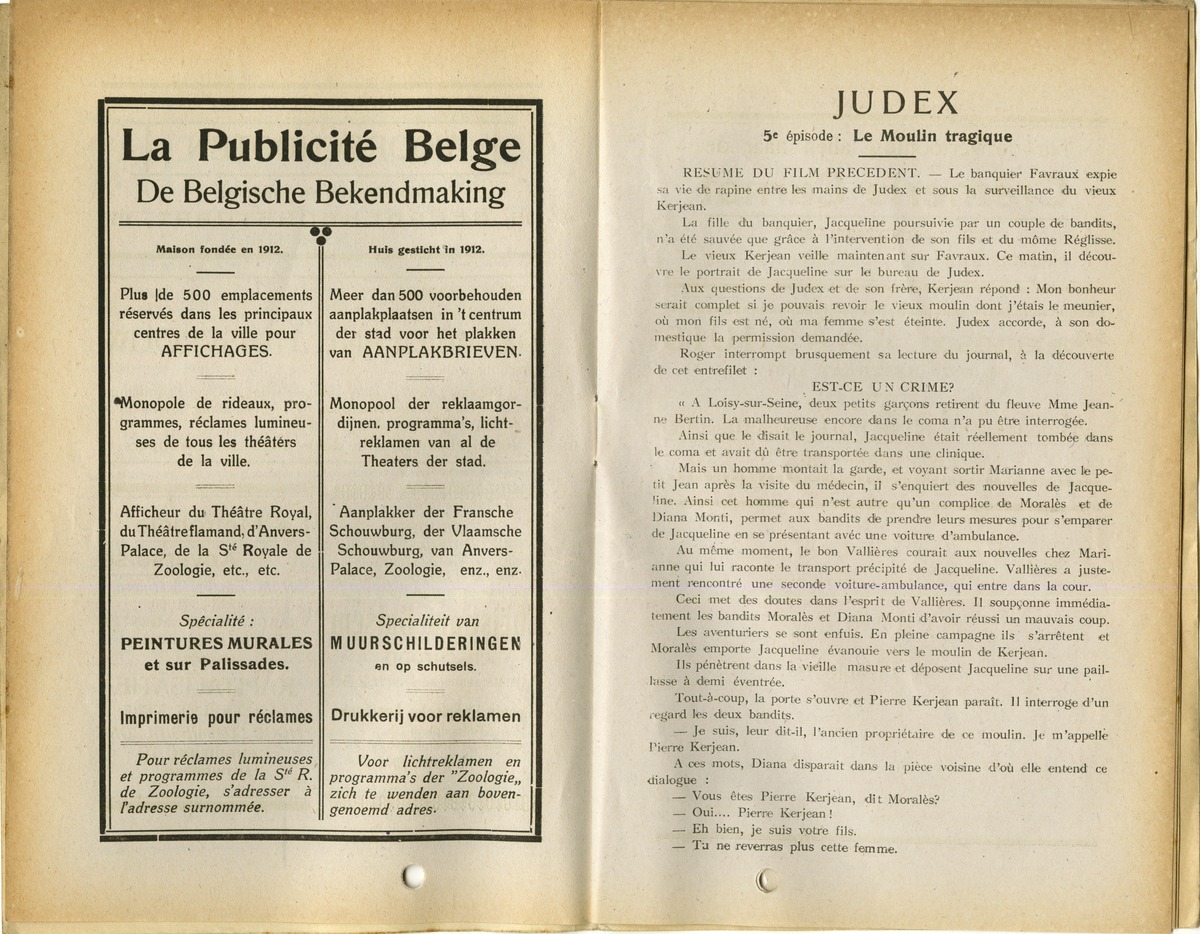 La Publicité Belge
De Belgische Bekendmaking
Maison fondée en 1912.
Plus de 500 emplacements
réservés dans les principaux
centres de la ville pour
AFFICHAGES.
Monopole de rideaux, pro-
grammes, réclames lumineu-
ses de tous les théâters
de la ville.
Afficheur du Théâtre Royal,
du Théâtre flamand, d'Anvers-
Palace, de la Sté Royale de
Zoologie, etc., etc.
Spécialité :
PEINTURES MURALES
et sur Palissades.
Imprimerie pour réclames
Pour réclames lumineuses
et programmes de la Sté R.
de Zoologie, s'adresser à
l'adresse surnommée.
Huis gesticht in 1912.
Meer dan 500 voorbehouden
aanplakplaatsen in 't centrum
der stad voor het plakken
van AANPLAKBRIEVEN.
Monopool der reklaamgor-
dijnen, programma's, licht-
reklamen van al de
Theaters der stad.
Aanplakker der Fransche
Schouwburg, der Vlaamsche
Schouwburg, van Anvers-
Palace, Zoologie, enz., enz.
Specialiteit van
MUURSCHILDERINGEN
en op schutsels.
Drukkerij voor reklamen
Voor lichtreklamen en
programma's der "Zoologie„
zich te wenden aan boven-
genoemd adres.
JUDEX
5e épisode : Le Moulin tragique
RESUME DU FILM PRECEDENT. — Le banquier Favraux expie
sa vie de rapine entre les mains de Judex et sous la surveillance du vieux
Kerjean.
La fille du banquier, Jacqueline poursuivie par un couple de bandits,
n'a été sauvée que grâce à l'intervention de son fils et du môme Réglisse.
Le vieux Kerjean veille maintenant sur Favraux. Ce matin, il décou-
vre le portrait de Jacqueline sur le bureau de Judex.
Aux questions de Judex et de son frère, Kerjean répond : Mon bonheur
serait complet si je pouvais revoir le vieux moulin dont j'étais le meunier,
où mon fils est né, où ma femme s'est éteinte. Judex accorde, à son do-
mestique la permission demandée.
Roger interrompt brusquement sa lecture du journal, à la découverte
de cet entrefilet :
EST-CE UN CRIME?
« A Loisy-sur-Seine, deux petits garçons retirent du fleuve Mme Jean-
ne Bertin. La malheureuse encore dans le coma n'a pu être interrogée.
Ainsi que le disait le journal, Jacqueline était réellement tombée dans
le coma et avait dû être transportée dans une clinique.
Mais un homme montait la garde, et voyant sortir Marianne avec le pe-
tit Jean après la visite du médecin, il s'enquiert des nouvelles de Jacque-
line. Ainsi cet homme qui n'est autre qu'un complice de Moralès et de
Diana Monti, permet aux bandits de prendre leurs mesures pour s'emparer
de Jacqueline en se présentant avéc une voiture d'ambulance.
Au même moment, le bon Vallières courait aux nouvelles chez Mari-
anne qui lui raconte le transport précipité de Jacqueline. Vallières a juste-
ment rencontré une seconde voiture-ambulance, qui entre dans la cour.
Ceci met des doutes dans l'esprit de Vallières. Il soupçonne immédia-
tement les bandits Moralès et Diana Monti d'avoir réussi un mauvais coup.
Les aventuriers se sont enfuis. En pleine campagne ils s'arrêtent et
Moralès emporte Jacqueline évanouie vers le moulin de Kerjean.
Ils pénètrent dans la vieille masure et déposent Jacqueline sur une pail-
lasse à demi éventrée.
Tout-à-coup, la porte s'ouvre et Pierre Kerjean paraît. Il interroge d'un
regard les deux bandits.
— Je suis, leur dit-il, l'ancien propriétaire de ce moulin. Je m'appelle
Pierre Kerjean.
A ces mots, Diana disparait dans la pièce voisine d'où elle entend ce
dialogue :
— Vous êtes Pierre Kerjean, dit Moralès?
— Oui.... Pierre Kerjean !
— Eh bien, je suis votre fils.
— Tu ne reverras plus cette femme.